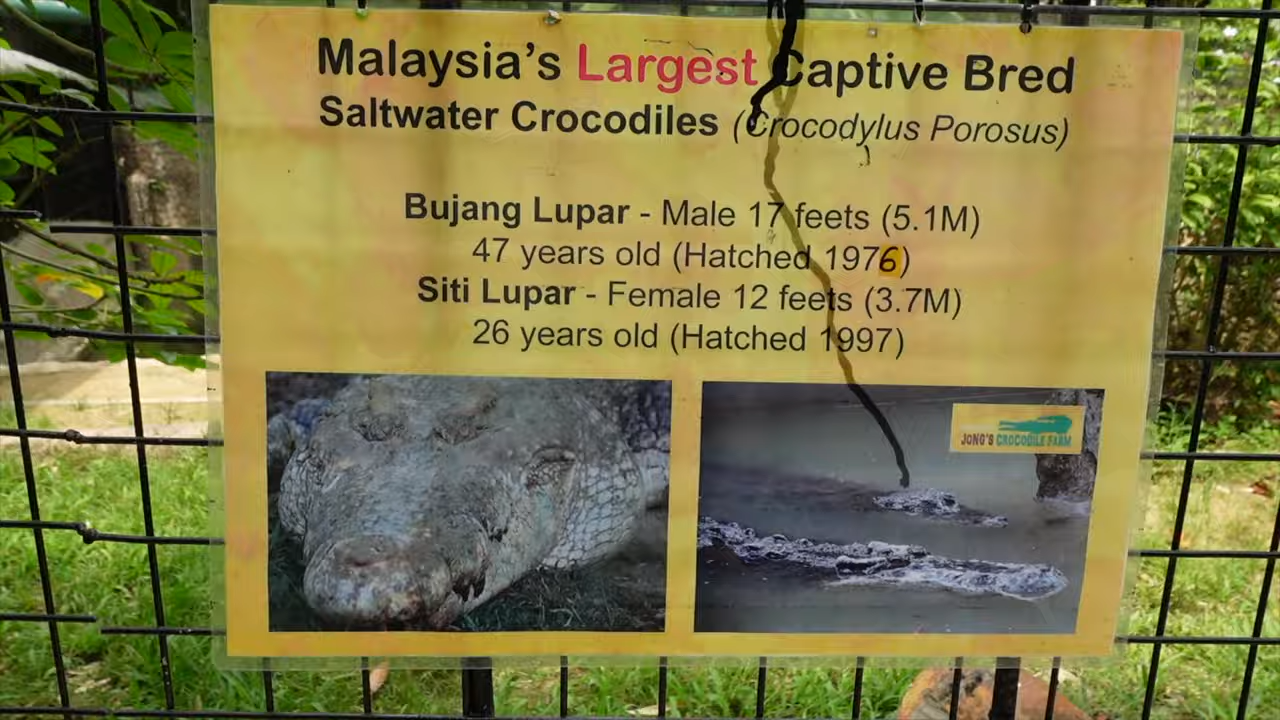 Malaysia's Largest Captive Bred
Saltwater Crocodiles (Crocodylus Porosus)
Bujang Lupar - Male 17 feets (5.1M)
47 years old (Hatched 1976)
Siti Lupar - Female 12 feets (3.7M)
26 years old (Hatched 1997)
JONG'S CROCODILE FARM